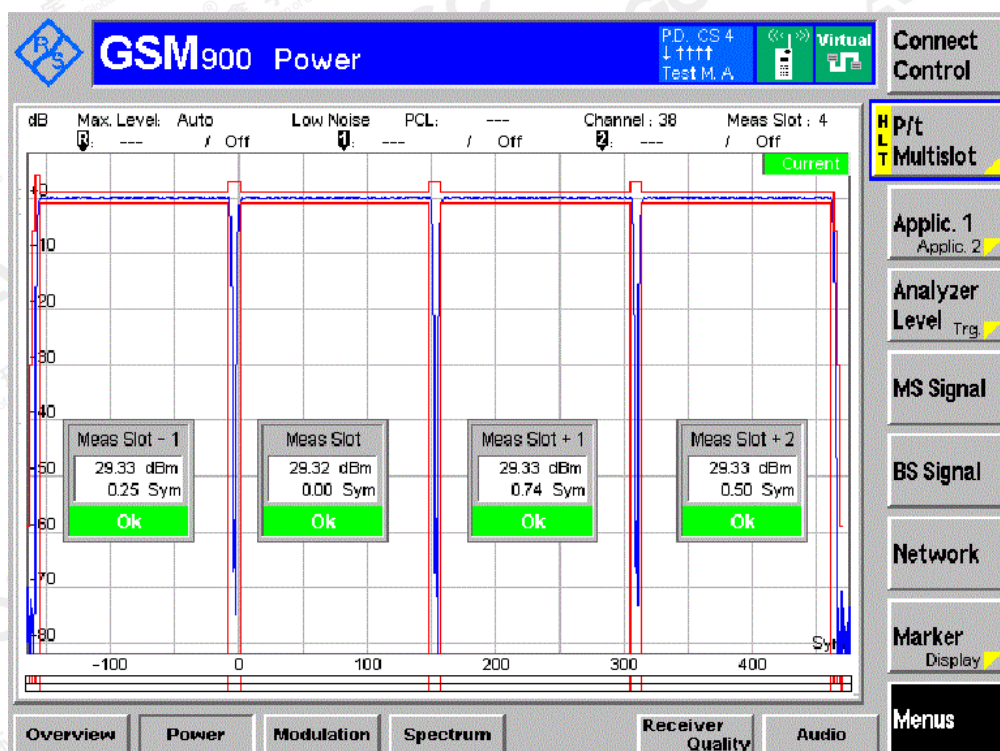 R/S
GSM900 Power
P.D. CS 4
↓↑↑↑↑
Test M. A
Virtual
Connect
Control
dB Max. Level: Auto Low Noise PCL: --- Channel : 38 Meas Slot : 4
R: --- / Off 1: --- / Off 2: --- / Off
Current
HLT
P/t
Multislot
Applic. 1
Applic. 2
Analyzer
Level Trg.
MS Signal
BS Signal
Network
Marker
Display
Menus
+0
-10
-20
-30
-40
-50
-60
-70
-80
Meas Slot - 1
29.33 dBm
0.25 Sym
Ok
Meas Slot
29.32 dBm
0.00 Sym
Ok
Meas Slot + 1
29.33 dBm
0.74 Sym
Ok
Meas Slot + 2
29.33 dBm
0.50 Sym
Ok
Sym
-100 0 100 200 300 400
Overview Power Modulation Spectrum Receiver Quality Audio